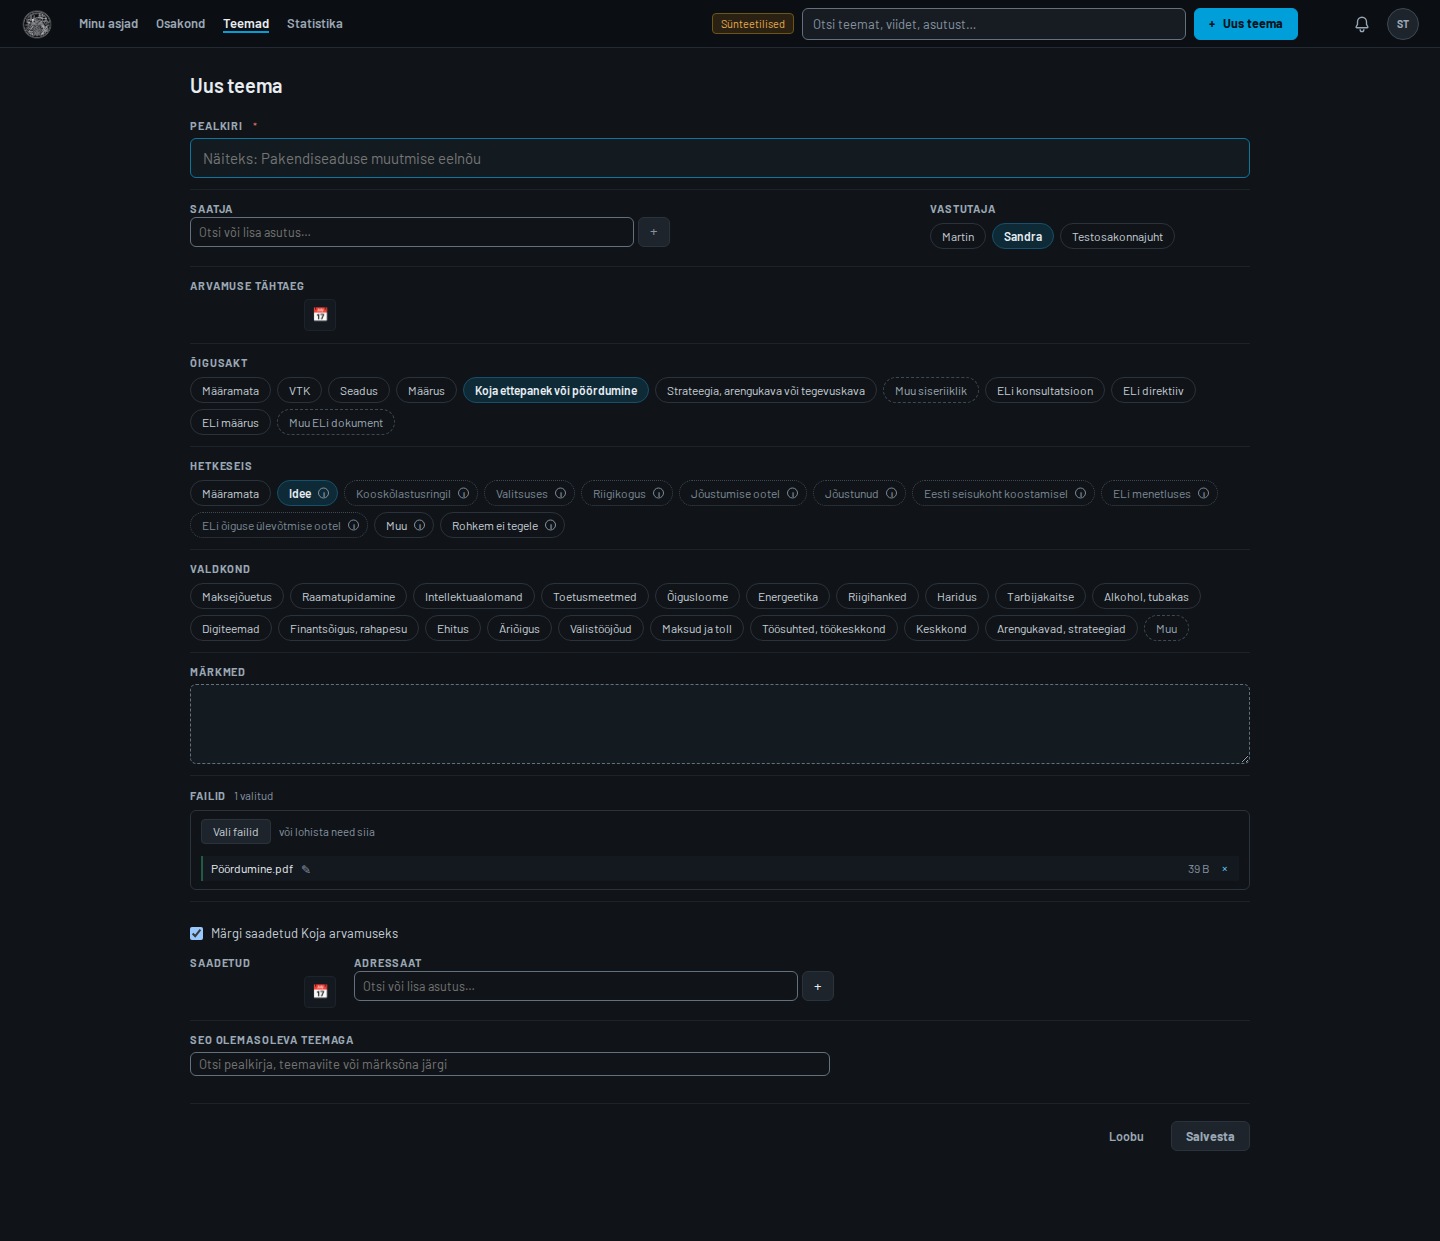 Minu asjad Osakond Teemad Statistika Sünteetilised Otsi teemat, viidet, asutust... + Uus teema ST
Uus teema
PEALKIRI *
Näiteks: Pakendiseaduse muutmise eelnõu
SAATJA VASTUTAJA
Otsi või lisa asutus... + Martin Sandra Testosakonnajuht
ARVAMUSE TÄHTAEG
ÕIGUSAKT
Määramata VTK Seadus Määrus Koja ettepanek või pöördumine Strateegia, arengukava või tegevuskava Muu siseriiklik ELi konsultatsioon ELi direktiiv
ELi määrus Muu ELi dokument
HETKESEIS
Määramata Idee Kooskõlastusringil Valitsuses Riigikogus Jõustumise ootel Jõustunud Eesti seisukoht koostamisel ELi menetluses
ELi õiguse ülevõtmise ootel Muu Rohkem ei tegele
VALDKOND
Maksejõuetus Raamatupidamine Intellektuaalomand Toetusmeetmed Õigusloome Energeetika Riigihanked Haridus Tarbijakaitse Alkohol, tubakas
Digiteemad Finantsõigus, rahapesu Ehitus Äriõigus Välistööjõud Maksud ja toll Töösuhted, töökeskkond Keskkond Arengukavad, strateegiad Muu
MÄRKMED
FAILID 1 valitud
Vali failid või lohista need siia
Pöördumine.pdf 39 B ×
Märgi saadetud Koja arvamuseks
SAADETUD ADRESSAAT
Otsi või lisa asutus... +
SEO OLEMASOLEVA TEEMAGA
Otsi pealkirja, teemaviite või märksõna järgi
Loobu Salvesta